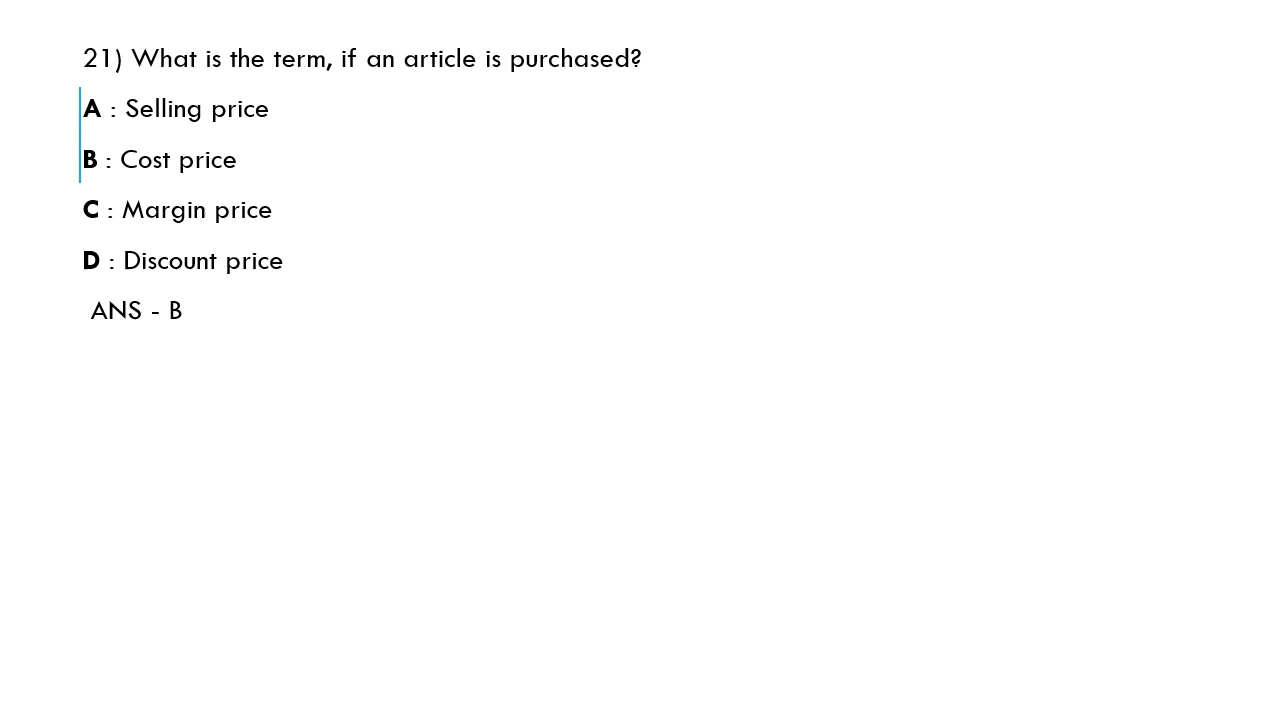 21) What is the term, if an article is purchased?
A : Selling price
B : Cost price
C : Margin price
D : Discount price
ANS - B